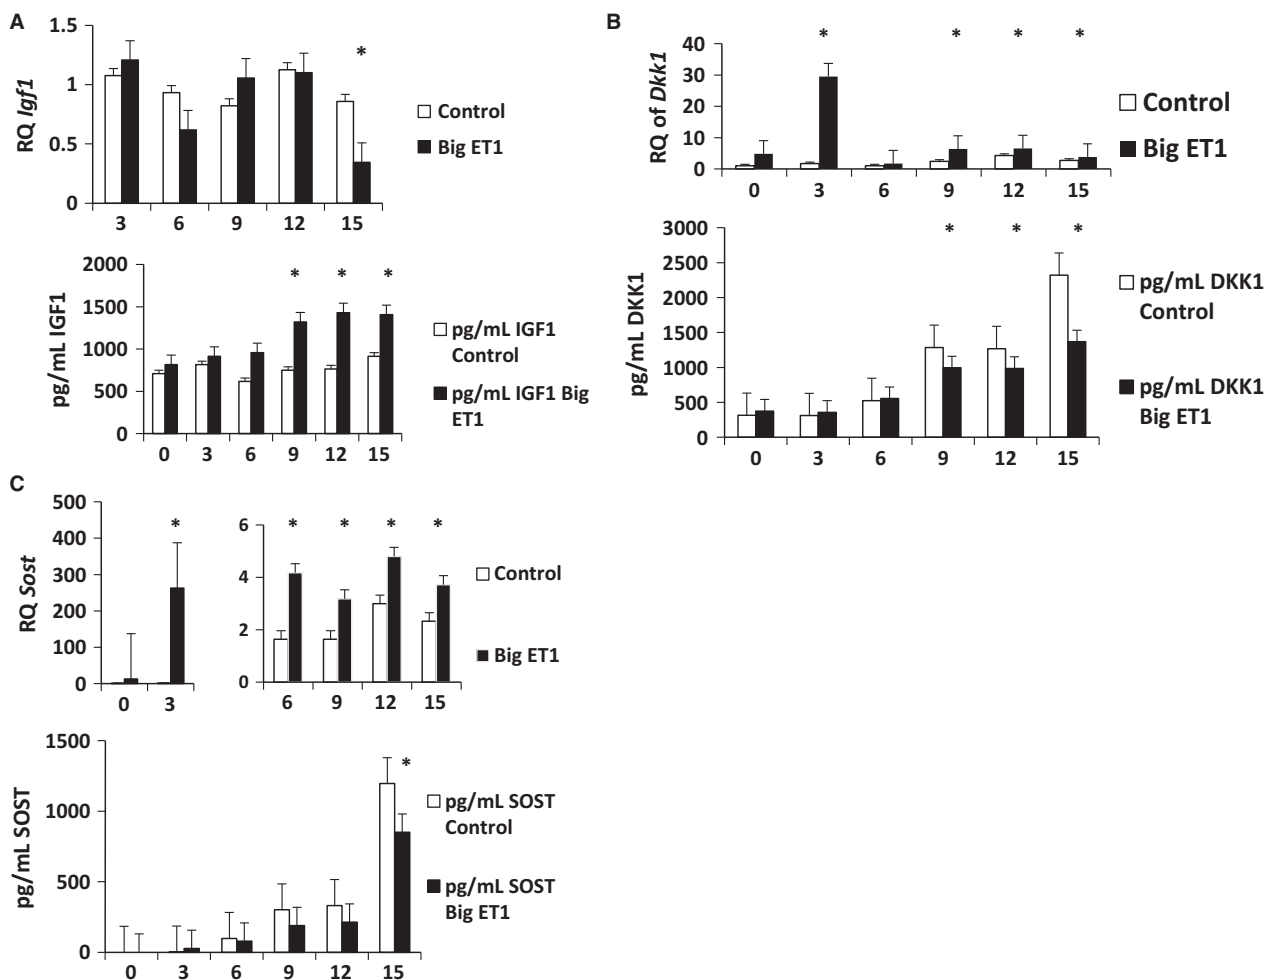 A
1.5
1
0.5
0
RQ Igf1
*
3 6 9 12 15
Control
Big ET1
2000
1500
1000
500
0
pg/mL IGF1
* * *
0 3 6 9 12 15
pg/mL IGF1
Control
pg/mL IGF1 Big
ET1
B
40
30
20
10
0
RQ of Dkk1
* * * *
0 3 6 9 12 15
Control
Big ET1
3000
2500
2000
1500
1000
500
0
pg/mL DKK1
* * *
0 3 6 9 12 15
pg/mL DKK1
Control
pg/mL DKK1
Big ET1
C
500
400
300
200
100
0
RQ Sost
*
0 3
6
4
2
0
* * * *
6 9 12 15
Control
Big ET1
1500
1000
500
0
pg/mL SOST
*
0 3 6 9 12 15
pg/mL SOST
Control
pg/mL SOST
Big ET1